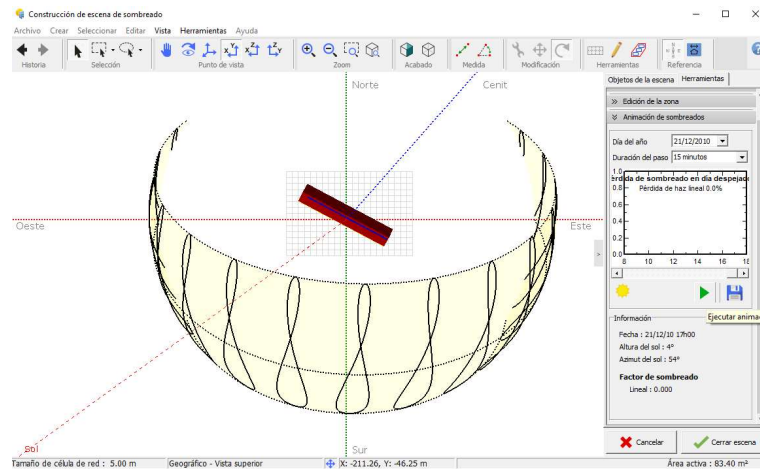 Construcción de escena de sombreado
Archivo Crear Seleccionar Editar Vista Herramientas Ayuda
Historia Selección Punto de vista Zoom Acabado Medida Modificación Herramientas Referencia
Objetos de la escena Herramientas
Edición de la zona
Animación de sombreados
Día del año 21/12/2010
Duración del paso 15 minutos
rdida de sombreado en día despejad
Pérdida de haz lineal 0.0%
1.0
0.8
0.6
0.4
0.2
0.0
8 10 12 14 16 18
Ejecutar animac
Información
Fecha : 21/12/10 17h00
Altura del sol : 4°
Azimut del sol : 54°
Factor de sombreado
Lineal : 0.000
Cancelar Cerrar escena
Norte Cenit
Oeste Este
Sol Sur
Tamaño de célula de red : 5.00 m Geográfico - Vista superior X: -211.26, Y: -46.25 m Área activa : 83.40 m²